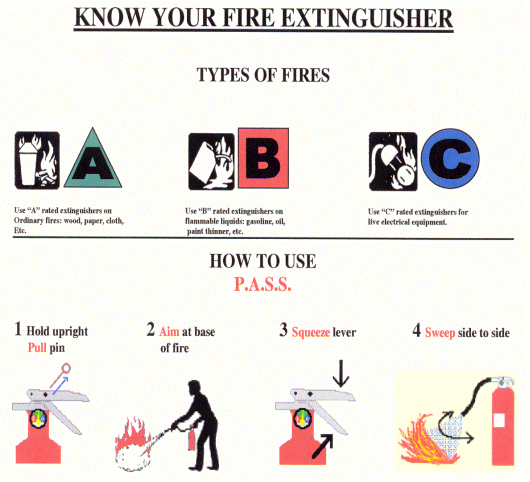 KNOW YOUR FIRE EXTINGUISHER
TYPES OF FIRES
A
B
C
Use “A” rated extinguishers on
Ordinary fires: wood, paper, cloth,
Etc.
Use “B” rated extinguishers on
flammable liquids: gasoline, oil,
paint thinner, etc.
Use “C” rated extinguishers for
live electrical equipment.
HOW TO USE
P.A.S.S.
1 Hold upright
Pull pin
2 Aim at base
of fire
3 Squeeze lever
4 Sweep side to side